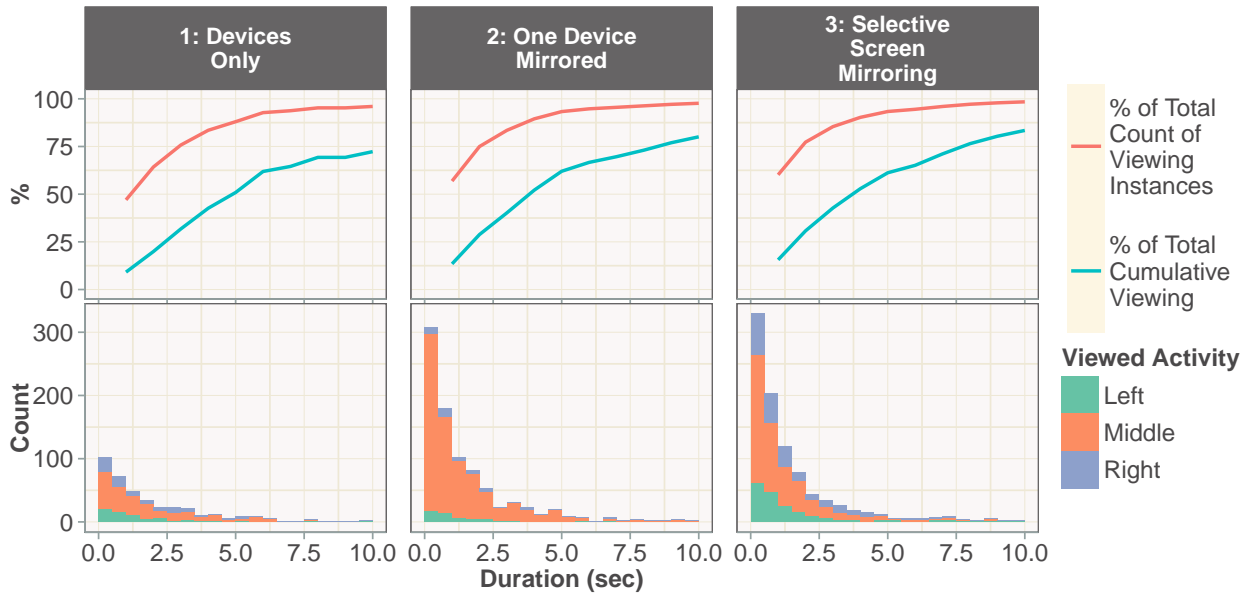 1: Devices
Only
2: One Device
Mirrored
3: Selective
Screen
Mirroring
100
75
50
25
0
%
300
200
100
0
Count
0.0 2.5 5.0 7.5 10.0
0.0 2.5 5.0 7.5 10.0
0.0 2.5 5.0 7.5 10.0
Duration (sec)
% of Total
Count of
Viewing
Instances
% of Total
Cumulative
Viewing
Viewed Activity
Left
Middle
Right